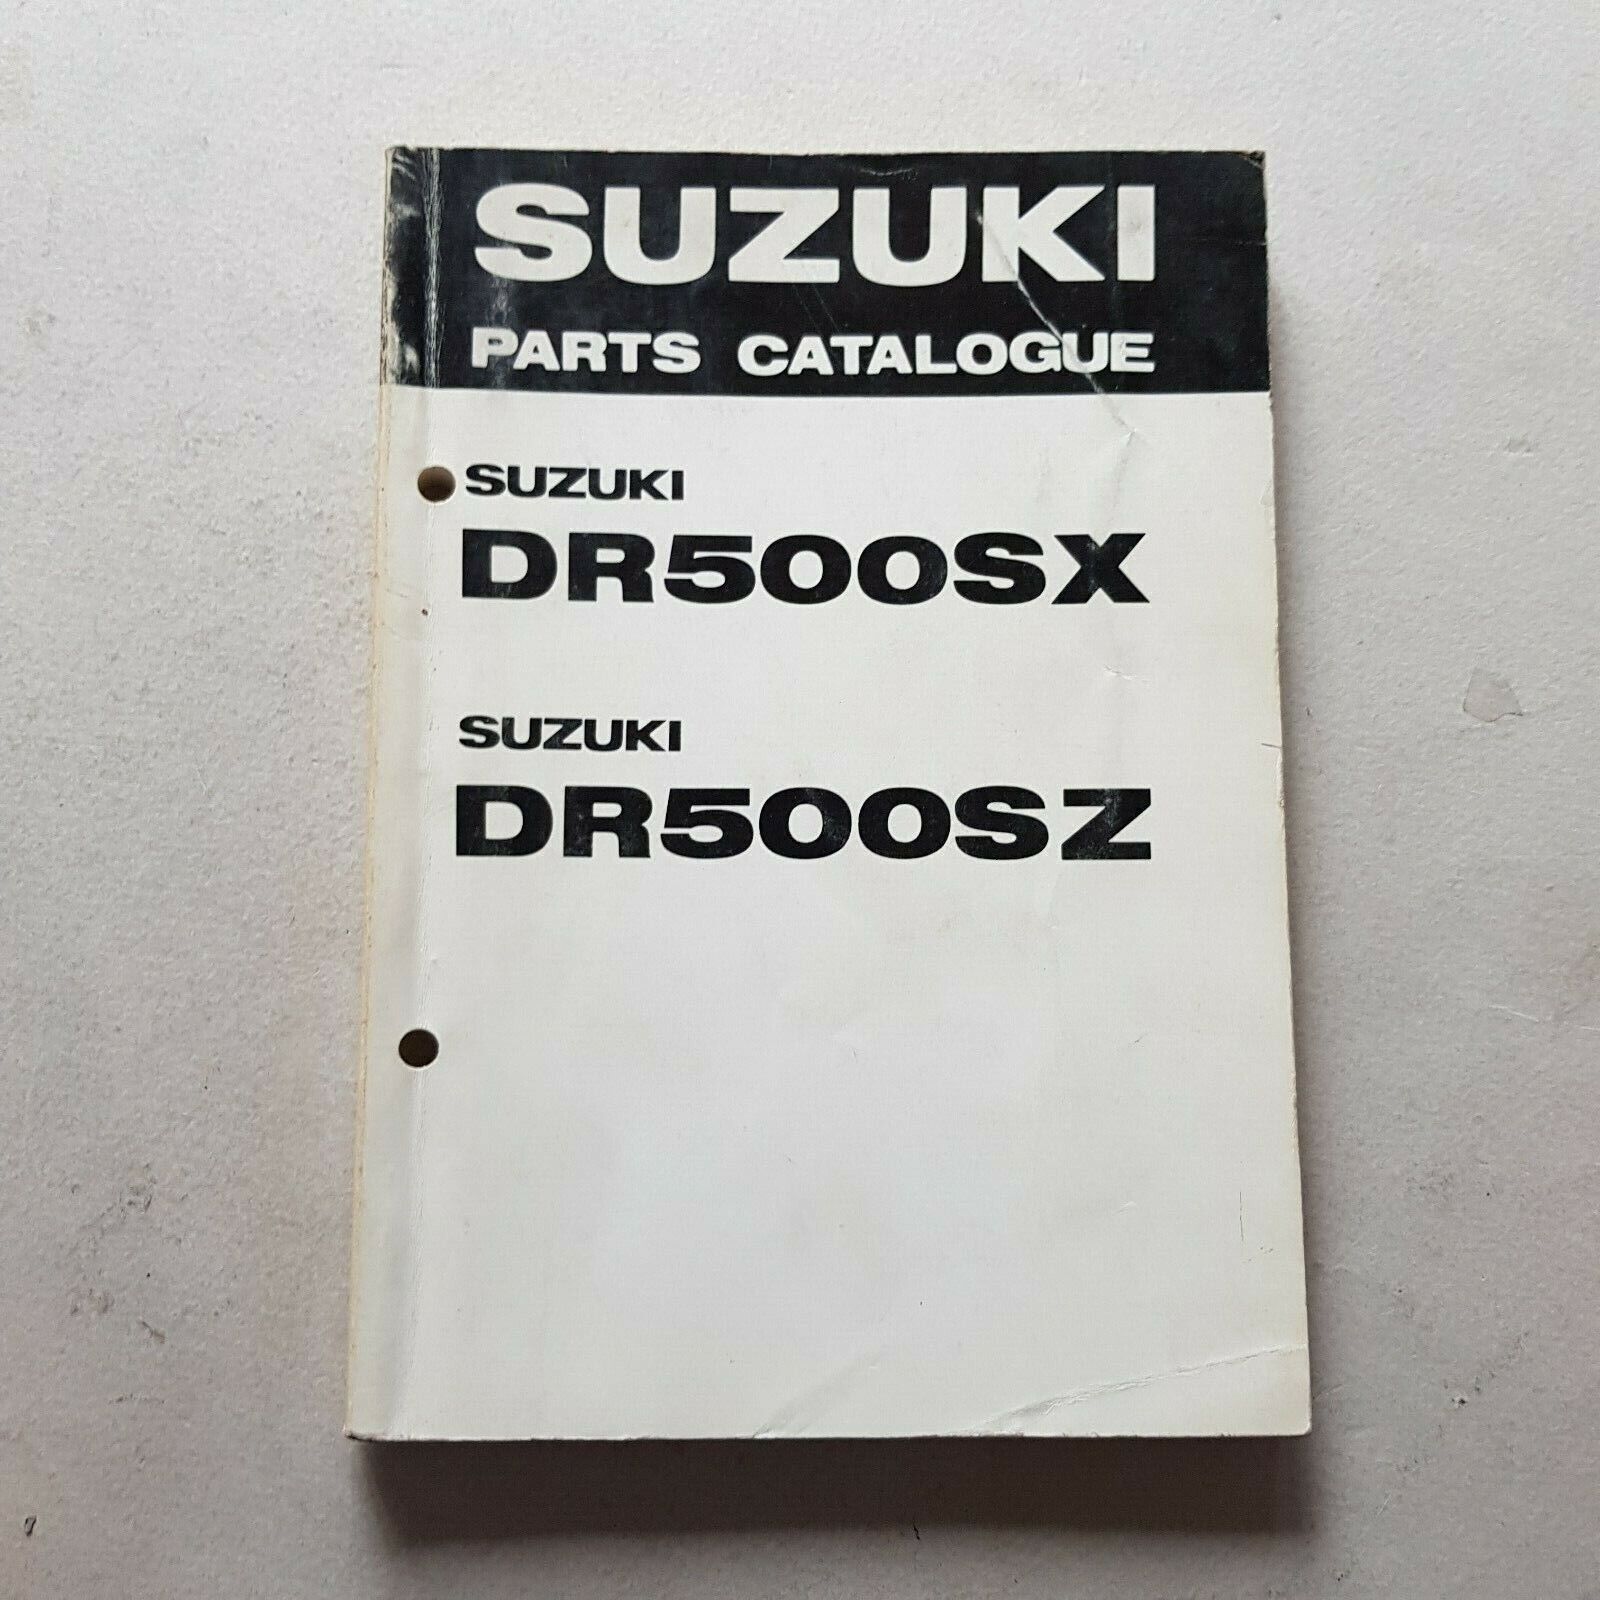 SUZUKI
PARTS CATALOGUE
SUZUKI
DR500SX
SUZUKI
DR500SZ